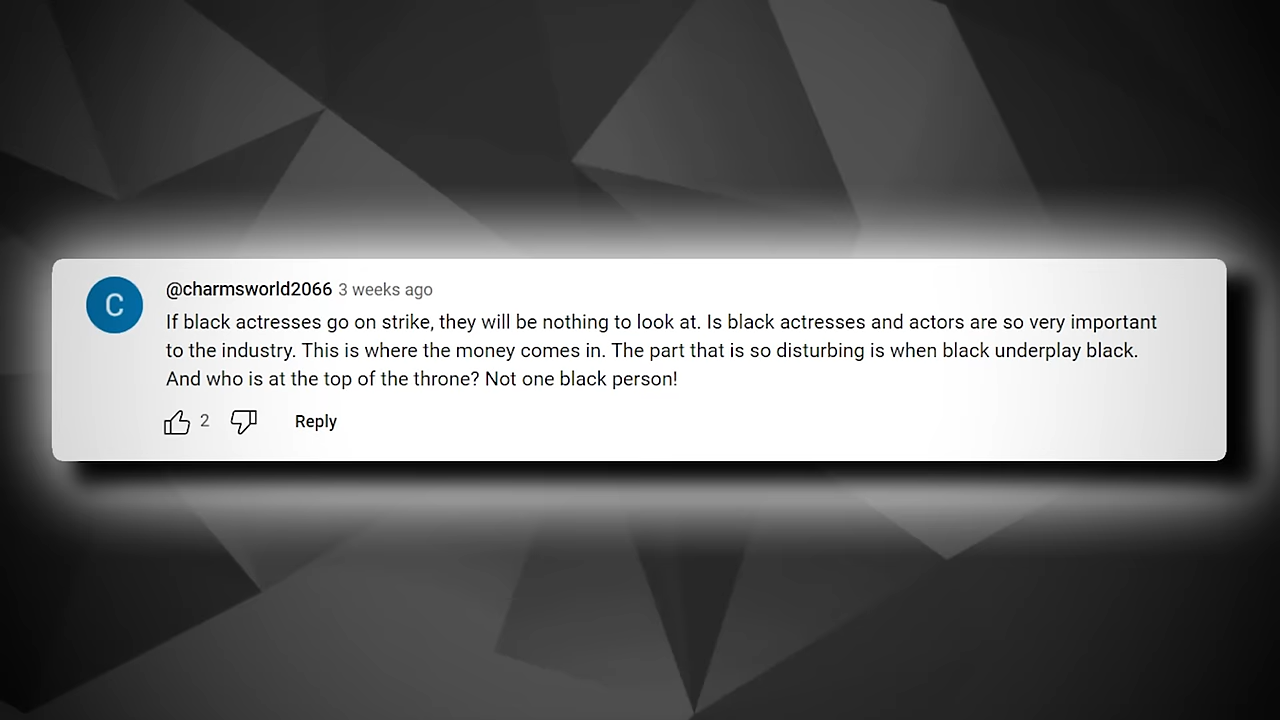 C
@charmsworld2066 3 weeks ago
If black actresses go on strike, they will be nothing to look at. Is black actresses and actors are so very important
to the industry. This is where the money comes in. The part that is so disturbing is when black underplay black.
And who is at the top of the throne? Not one black person!
2 Reply